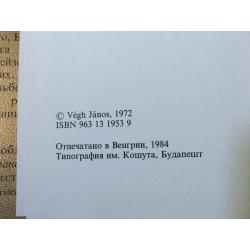 © Végh János, 1972
ISBN 963 13 1953 9
Отпечатано в Венгрии, 1984
Типография им. Кошута, Будапешт